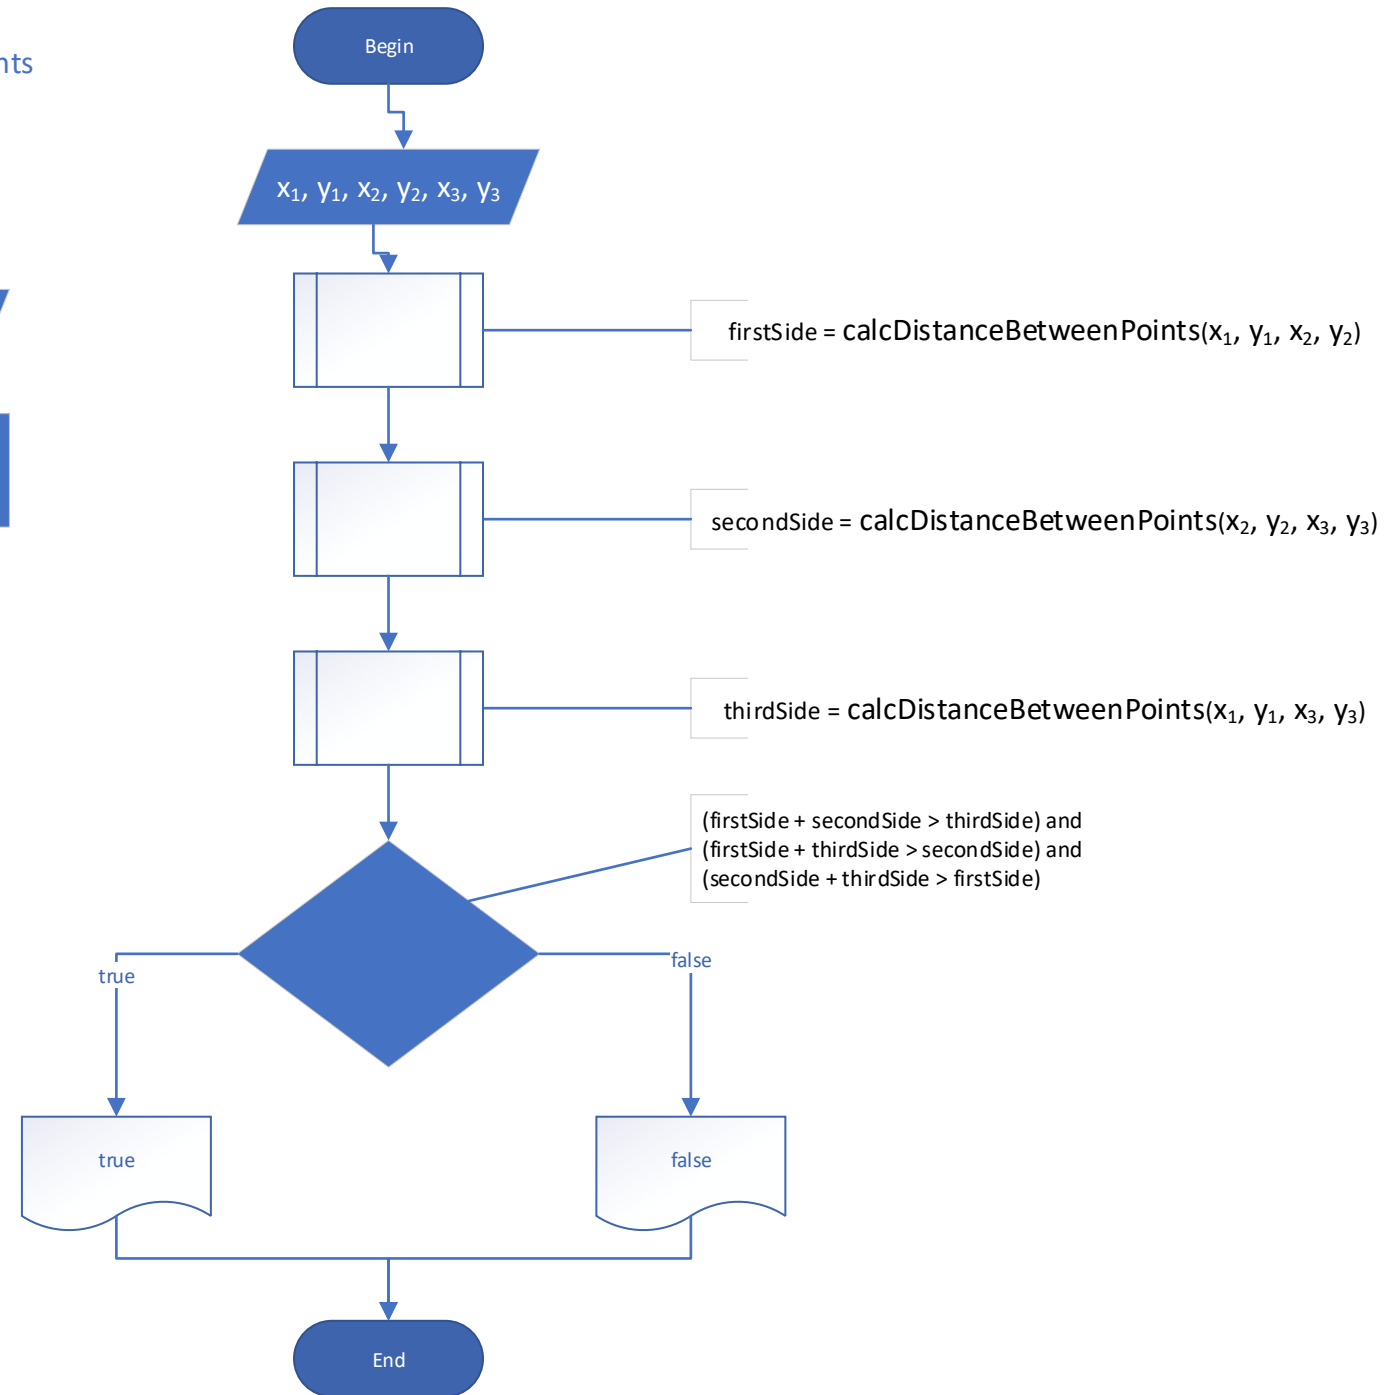 Begin
x₁, y₁, x₂, y₂, x₃, y₃
firstSide = calcDistanceBetweenPoints(x₁, y₁, x₂, y₂)
secondSide = calcDistanceBetweenPoints(x₂, y₂, x₃, y₃)
thirdSide = calcDistanceBetweenPoints(x₁, y₁, x₃, y₃)
(firstSide + secondSide > thirdSide) and
(firstSide + thirdSide > secondSide) and
(secondSide + thirdSide > firstSide)
true
false
true
false
End